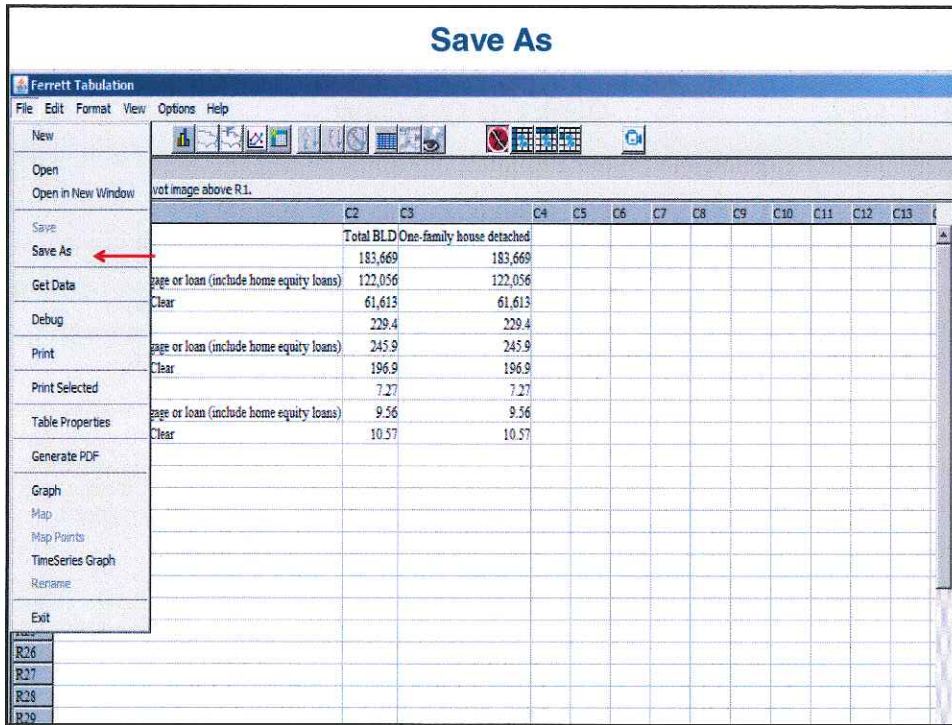 Save As
Ferrett Tabulation
File Edit Format View Options Help
New
Open
Open in New Window
vot image above R1.
C2 C3 C4 C5 C6 C7 C8 C9 C10 C11 C12 C13
Save
Total BLD One-family house detached
Save As
183,669 183,669
Get Data
gage or loan (include home equity loans) 122,056 122,056
Clear 61,613 61,613
Debug
229.4 229.4
Print
gage or loan (include home equity loans) 245.9 245.9
Clear 196.9 196.9
Print Selected
7.27 7.27
Table Properties
gage or loan (include home equity loans) 9.56 9.56
Clear 10.57 10.57
Generate PDF
Graph
Map
Map Points
TimeSeries Graph
Rename
Exit
R26
R27
R28
R29